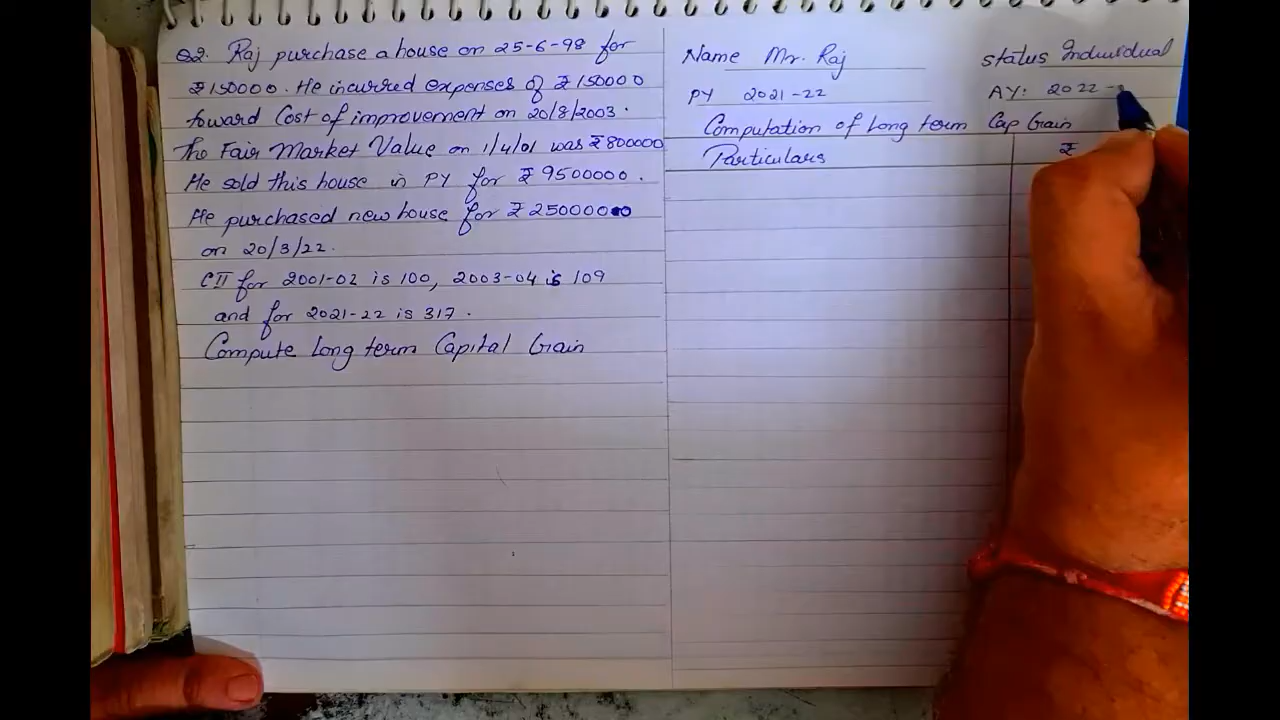 Q2. Raj purchase a house on 25-6-98 for
₹150000. He incurred expenses of ₹150000
toward Cost of improvement on 20/8/2003.
The Fair Market Value on 1/4/01 was ₹800000
He sold this house in PY for ₹9500000.
He purchased new house for ₹2500000
on 20/3/22.
CII for 2001-02 is 100, 2003-04 is 109
and for 2021-22 is 317.
Compute Long term Capital Gain
Name Mr. Raj
Status Individual
PY 2021-22
AY: 2022-
Computation of Long term Cap Gain
Particulars ₹